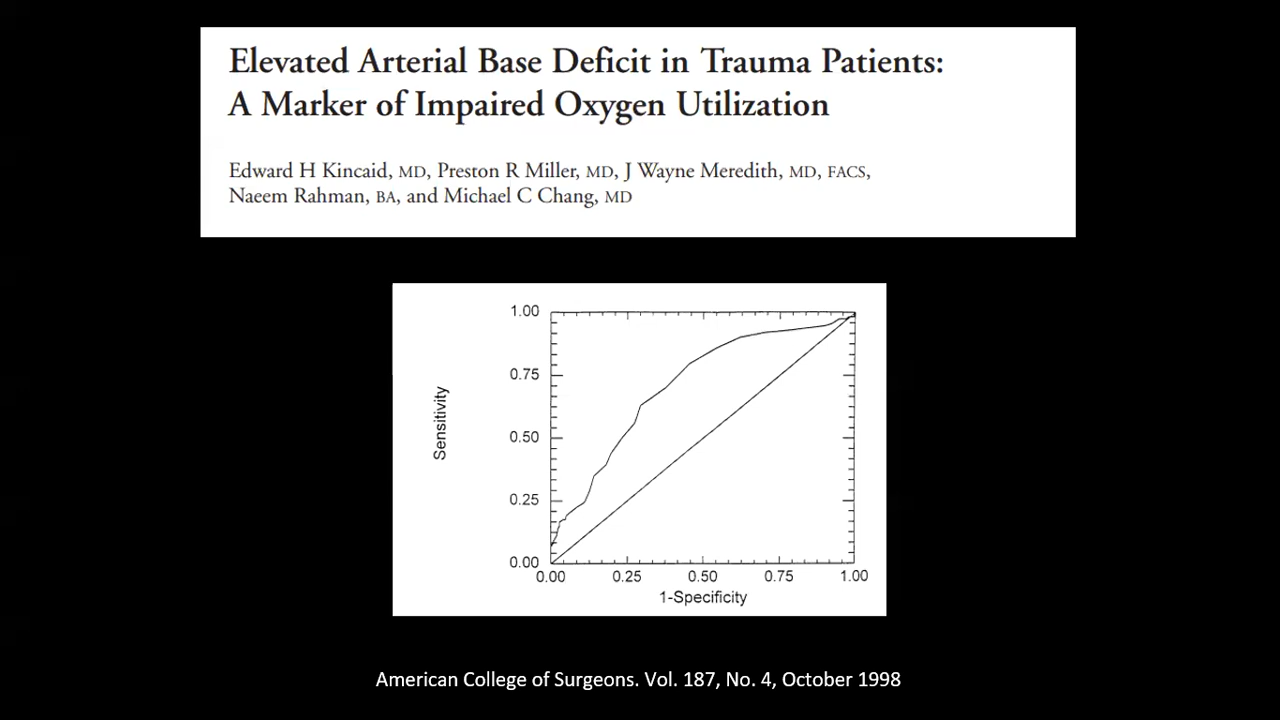 Elevated Arterial Base Deficit in Trauma Patients:
A Marker of Impaired Oxygen Utilization
Edward H Kincaid, MD, Preston R Miller, MD, J Wayne Meredith, MD, FACS,
Naeem Rahman, BA, and Michael C Chang, MD
1.00
0.75
Sensitivity
0.50
0.25
0.00
0.00 0.25 0.50 0.75 1.00
1-Specificity
American College of Surgeons. Vol. 187, No. 4, October 1998